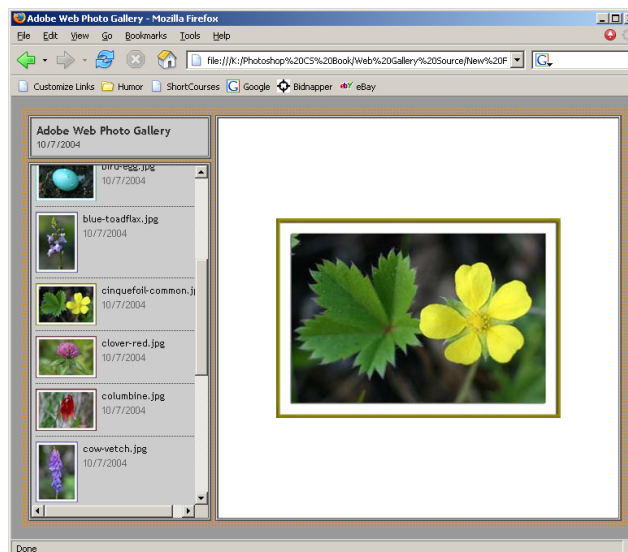 Adobe Web Photo Gallery - Mozilla Firefox
File Edit View Go Bookmarks Tools Help
file:///K:/Photoshop%20CS%20Book/Web%20Gallery%20Source/New%20F
Customize Links Humor ShortCourses Google Bidnapper eBay
Adobe Web Photo Gallery
10/7/2004
bird-egg.jpg
10/7/2004
blue-toadflax.jpg
10/7/2004
cinquefoil-common.j
10/7/2004
clover-red.jpg
10/7/2004
columbine.jpg
10/7/2004
cow-vetch.jpg
10/7/2004
Done